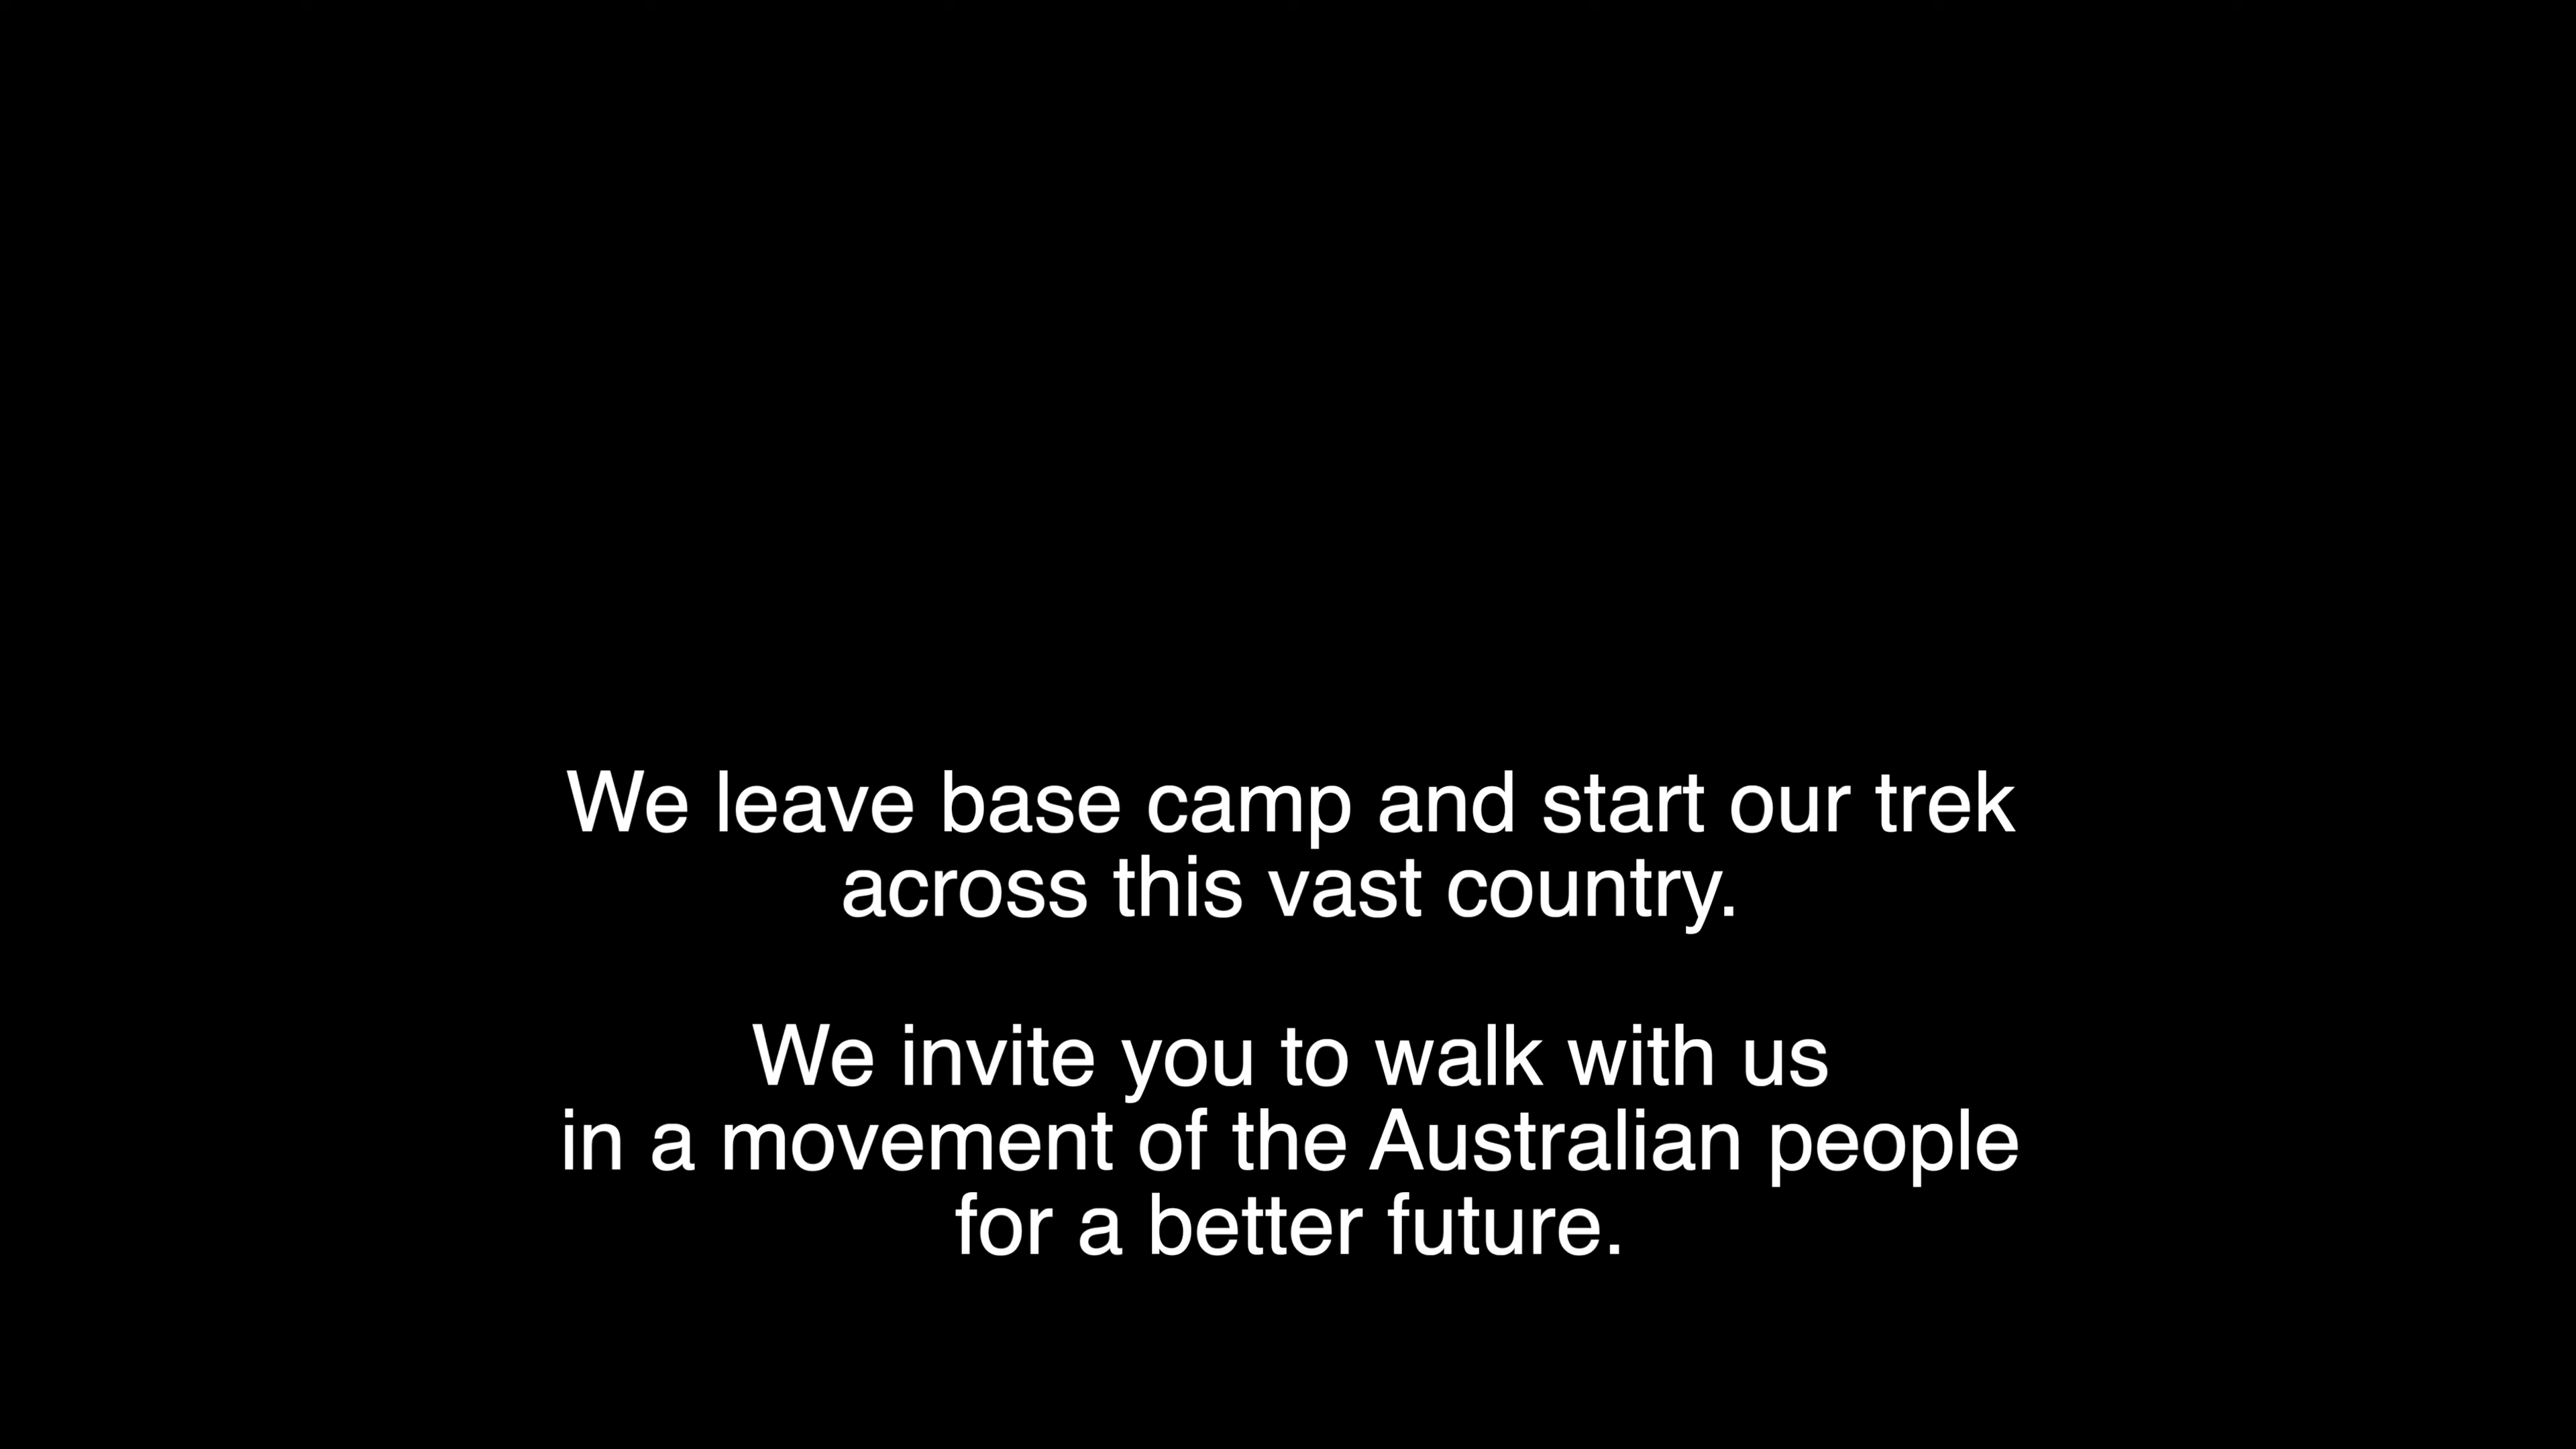 We leave base camp and start our trek
across this vast country.
We invite you to walk with us
in a movement of the Australian people
for a better future.